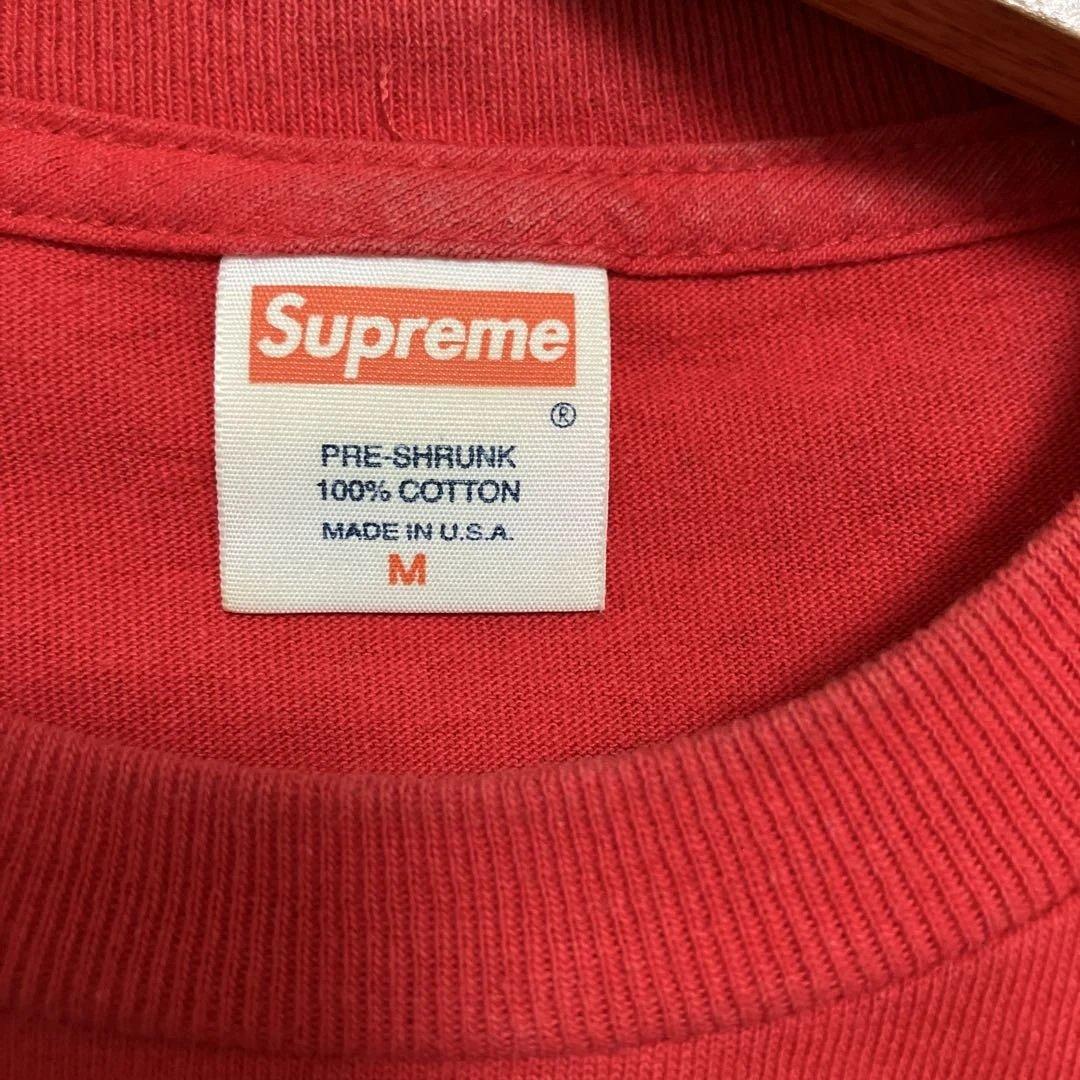 Supreme
®
PRE-SHRUNK
100% COTTON
MADE IN U.S.A.
M